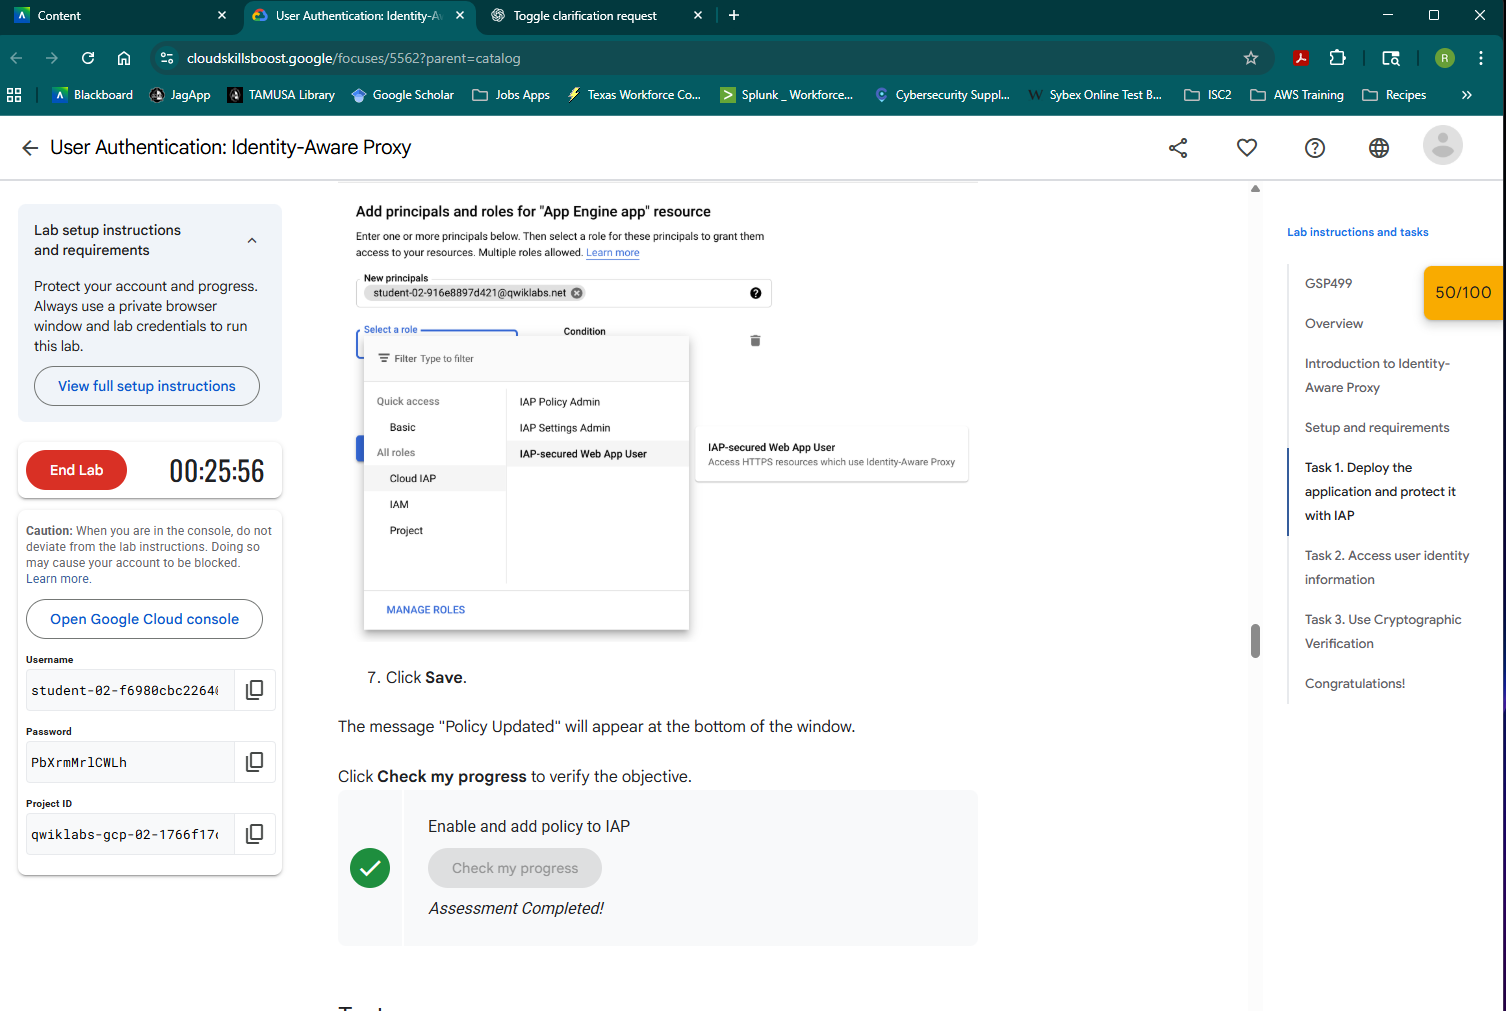 Content
User Authentication: Identity-A
Toggle clarification request
cloudskillsboost.google/focuses/5562?parent=catalog
R
Blackboard
JagApp
TAMUSA Library
Google Scholar
Jobs Apps
Texas Workforce Co...
Splunk _ Workforce...
Cybersecurity Suppl...
Sybex Online Test B...
ISC2
AWS Training
Recipes
User Authentication: Identity-Aware Proxy
Lab setup instructions
and requirements
Protect your account and progress.
Always use a private browser
window and lab credentials to run
this lab.
View full setup instructions
End Lab
00:25:56
Caution: When you are in the console, do not
deviate from the lab instructions. Doing so
may cause your account to be blocked.
Learn more.
Open Google Cloud console
Username
student-02-f6980cbc2264
Password
PbXrmMrlCWLh
Project ID
qwiklabs-gcp-02-1766f17
Add principals and roles for "App Engine app" resource
Enter one or more principals below. Then select a role for these principals to grant them
access to your resources. Multiple roles allowed. Learn more
New principals
student-02-916e8897d421@qwiklabs.net
Select a role
Condition
Filter Type to filter
Quick access
Basic
All roles
Cloud IAP
IAM
Project
IAP Policy Admin
IAP Settings Admin
IAP-secured Web App User
MANAGE ROLES
IAP-secured Web App User
Access HTTPS resources which use Identity-Aware Proxy
7. Click Save.
The message "Policy Updated" will appear at the bottom of the window.
Click Check my progress to verify the objective.
Enable and add policy to IAP
Check my progress
Assessment Completed!
Lab instructions and tasks
GSP499
50/100
Overview
Introduction to Identity-
Aware Proxy
Setup and requirements
Task 1. Deploy the
application and protect it
with IAP
Task 2. Access user identity
information
Task 3. Use Cryptographic
Verification
Congratulations!